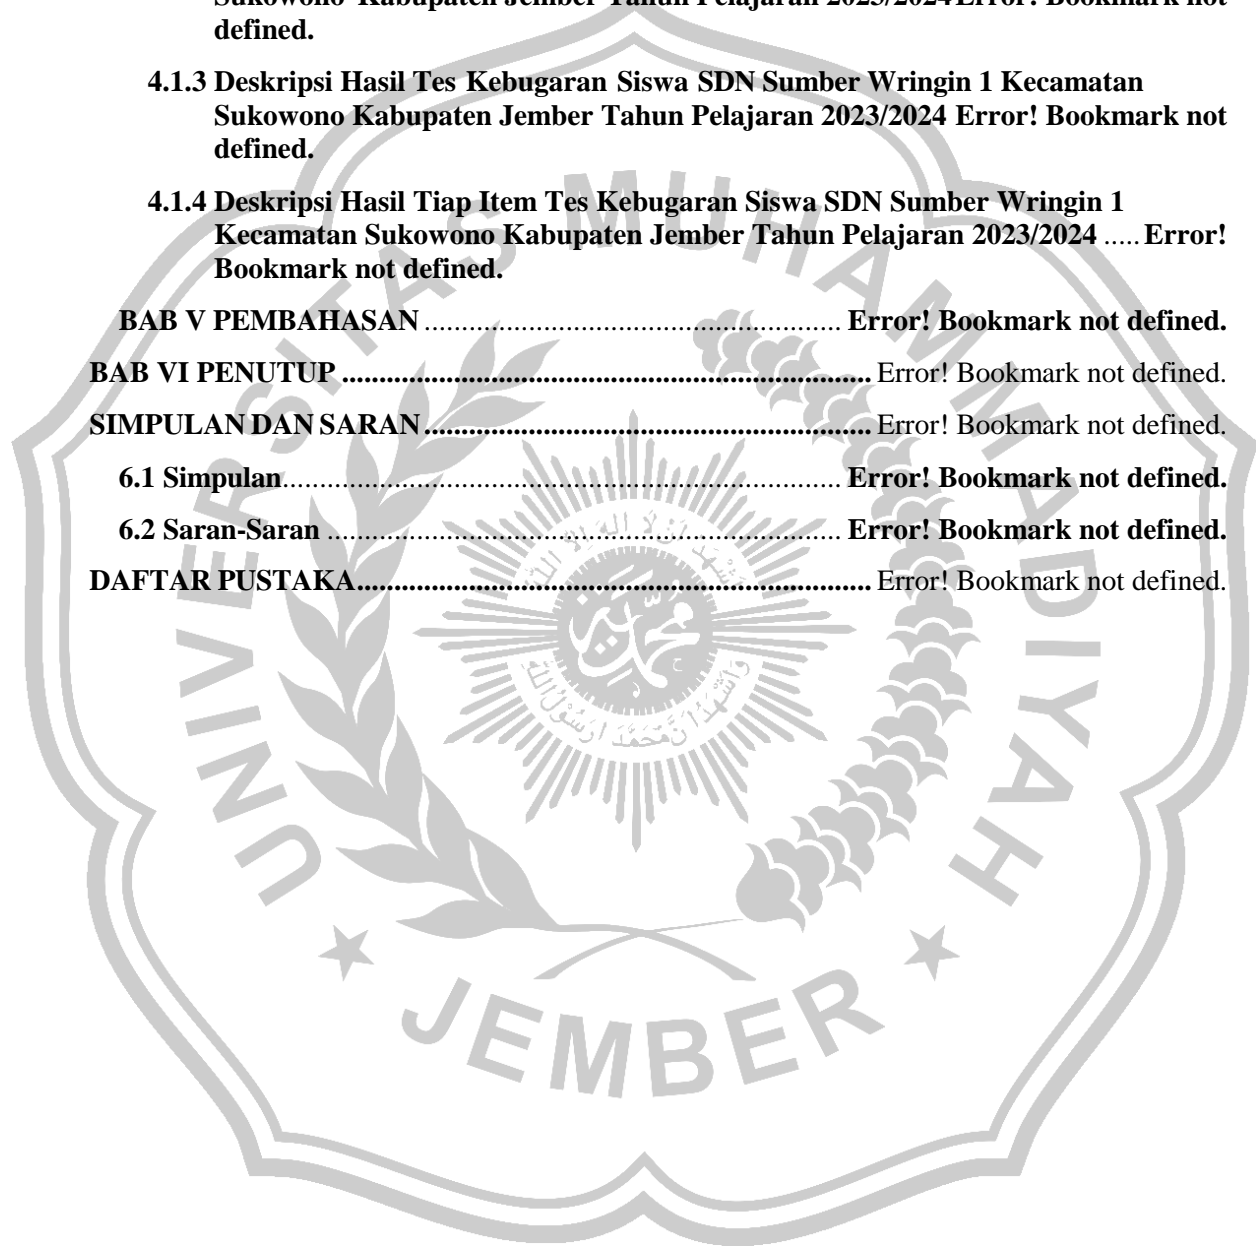 Sukowono Kabupaten Jember Tahun Pelajaran 2023/2024Error! Bookmark not
defined.
4.1.3 Deskripsi Hasil Tes Kebugaran Siswa SDN Sumber Wringin 1 Kecamatan
Sukowono Kabupaten Jember Tahun Pelajaran 2023/2024 Error! Bookmark not
defined.
4.1.4 Deskripsi Hasil Tiap Item Tes Kebugaran Siswa SDN Sumber Wringin 1
Kecamatan Sukowono Kabupaten Jember Tahun Pelajaran 2023/2024 ..... Error!
Bookmark not defined.
BAB V PEMBAHASAN ........................................................ Error! Bookmark not defined.
BAB VI PENUTUP ....................................................................... Error! Bookmark not defined.
SIMPULAN DAN SARAN............................................................ Error! Bookmark not defined.
6.1 Simpulan........................................................................... Error! Bookmark not defined.
6.2 Saran-Saran ..................................................................... Error! Bookmark not defined.
DAFTAR PUSTAKA..................................................................... Error! Bookmark not defined.
UNIVERSITAS MUHAMMADIYAH
JEMBER